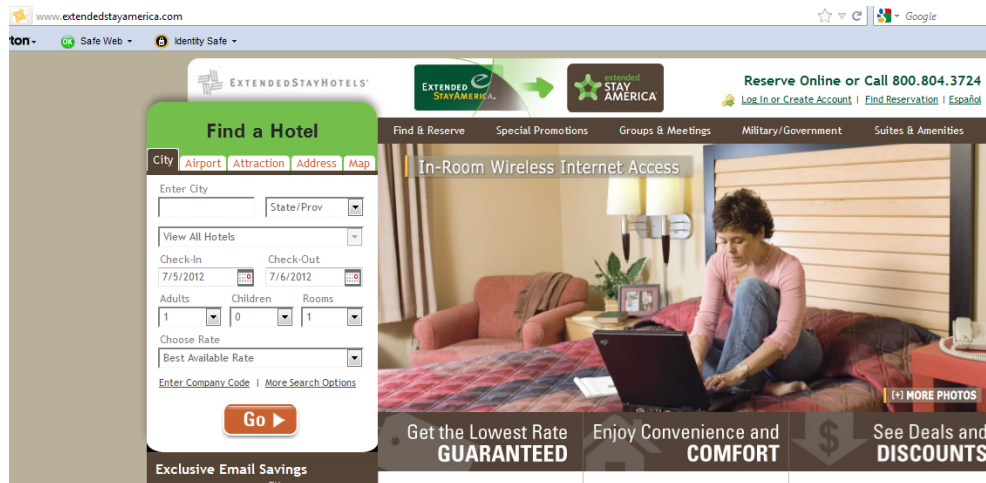 www.extendedstayamerica.com
Google
ton
OK Safe Web
Identity Safe
EXTENDEDSTAYHOTELS
EXTENDED
STAYAMERICA.
extended
STAY
AMERICA
Reserve Online or Call 800.804.3724
Log In or Create Account | Find Reservation | Español
Find a Hotel
Find & Reserve Special Promotions Groups & Meetings Military/Government Suites & Amenities
City Airport Attraction Address Map
In-Room Wireless Internet Access
Enter City
State/Prov
View All Hotels
Check-In Check-Out
7/5/2012 7/6/2012
Adults Children Rooms
1 0 1
Choose Rate
Best Available Rate
Enter Company Code | More Search Options
Go
[+] MORE PHOTOS
Get the Lowest Rate
GUARANTEED
Enjoy Convenience and
COMFORT
See Deals and
DISCOUNTS
Exclusive Email Savings